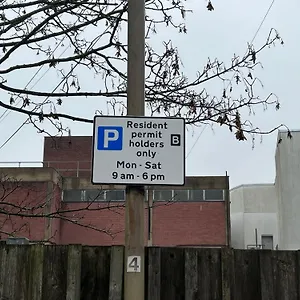 P
Resident
permit
holders
only
B
Mon - Sat
9 am - 6 pm
4